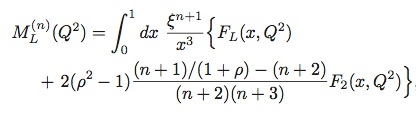 M_L^{(n)}(Q^2) = \int_0^1 dx \frac{\xi^{n+1}}{x^3} \Big\{ F_L(x, Q^2)
+ 2(\rho^2 - 1) \frac{(n+1)/(1+\rho) - (n+2)}{(n+2)(n+3)} F_2(x, Q^2) \Big\}.